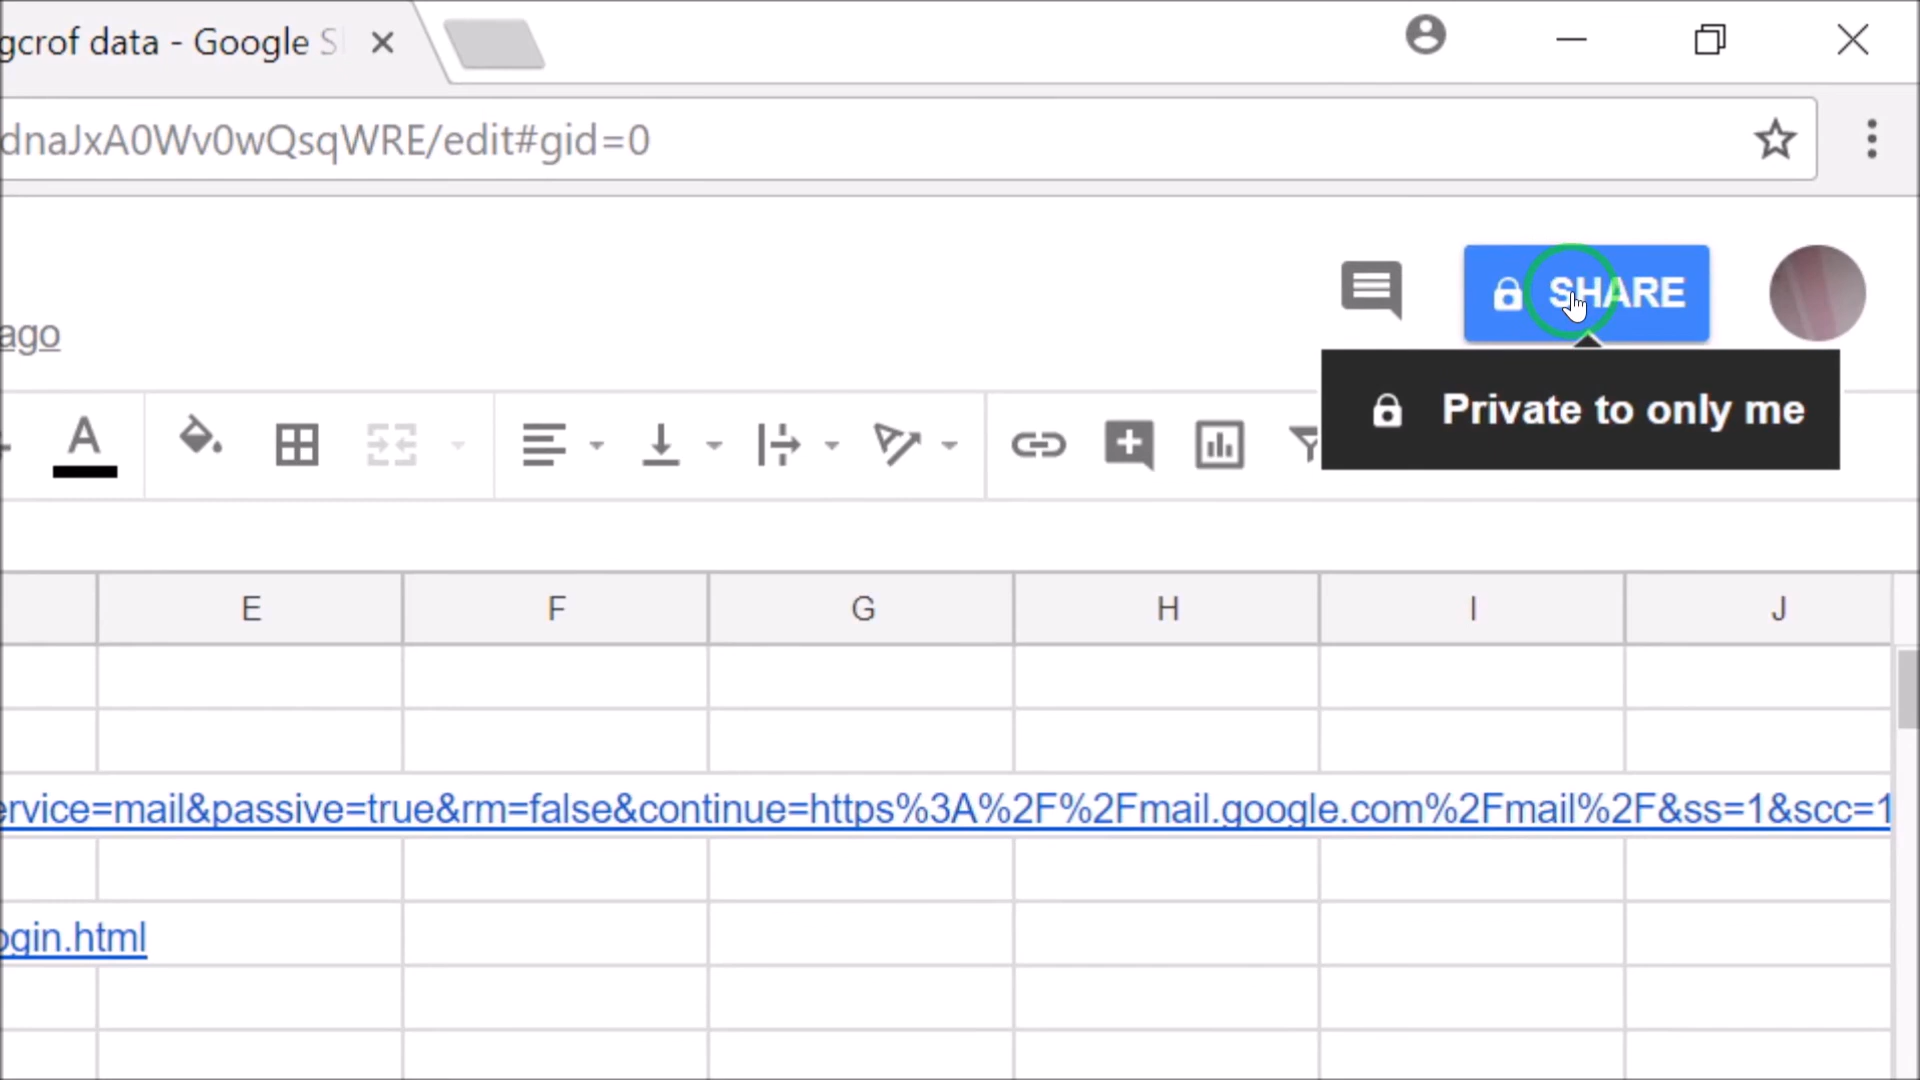 gcrof data - Google S
dnaJxA0Wv0wQsqWRE/edit#gid=0
SHARE
ago
Private to only me
A
E F G H I J
ervice=mail&passive=true&rm=false&continue=https%3A%2F%2Fmail.google.com%2Fmail%2F&ss=1&scc=1
ogin.html